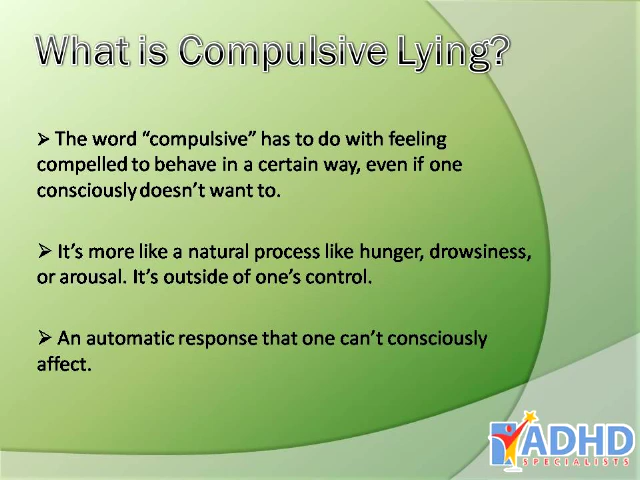 What is Compulsive Lying?
➢ The word “compulsive” has to do with feeling
compelled to behave in a certain way, even if one
consciously doesn’t want to.
➢ It’s more like a natural process like hunger, drowsiness,
or arousal. It’s outside of one’s control.
➢ An automatic response that one can’t consciously
affect.
ADHD
SPECIALISTS